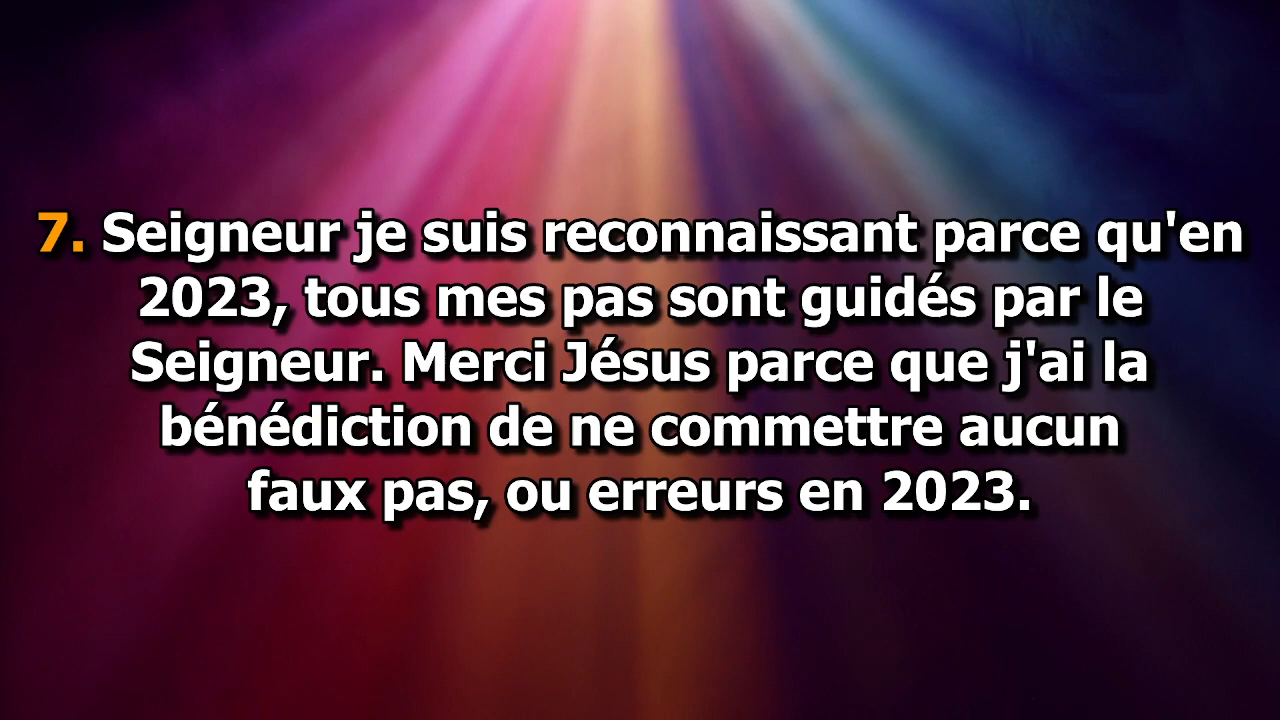 7. Seigneur je suis reconnaissant parce qu'en
2023, tous mes pas sont guidés par le
Seigneur. Merci Jésus parce que j'ai la
bénédiction de ne commettre aucun
faux pas, ou erreurs en 2023.